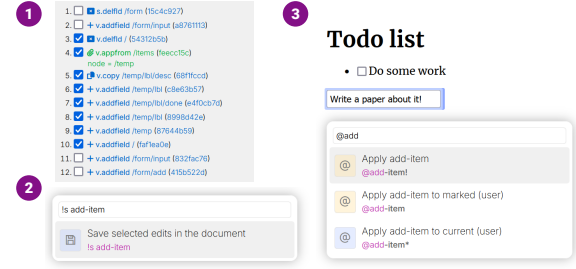 1
1. s.delfld /form (15c4c927)
2. + v.addfield /form/input (a8761113)
3. v.delfld / (54312b5b)
4. v.appfrom /items (feecc15c)
node = /temp
5. v.copy /temp/lbl/desc (68f1fccd)
6. + v.addfield /temp/lbl (c8e63b57)
7. + v.addfield /temp/lbl/done (e4f0cb7d)
8. + v.addfield /temp/lbl (8998d42e)
9. + v.addfield /temp (87644b59)
10. + v.addfield / (faf1ea0e)
11. + v.addfield /form/input (832fac76)
12. + v.addfield /form/add (415b522d)
2
!s add-item
Save selected edits in the document
!s add-item
3
Todo list
• Do some work
Write a paper about it!
@add
@ Apply add-item
@add-item!
@ Apply add-item to marked (user)
@add-item
@ Apply add-item to current (user)
@add-item*